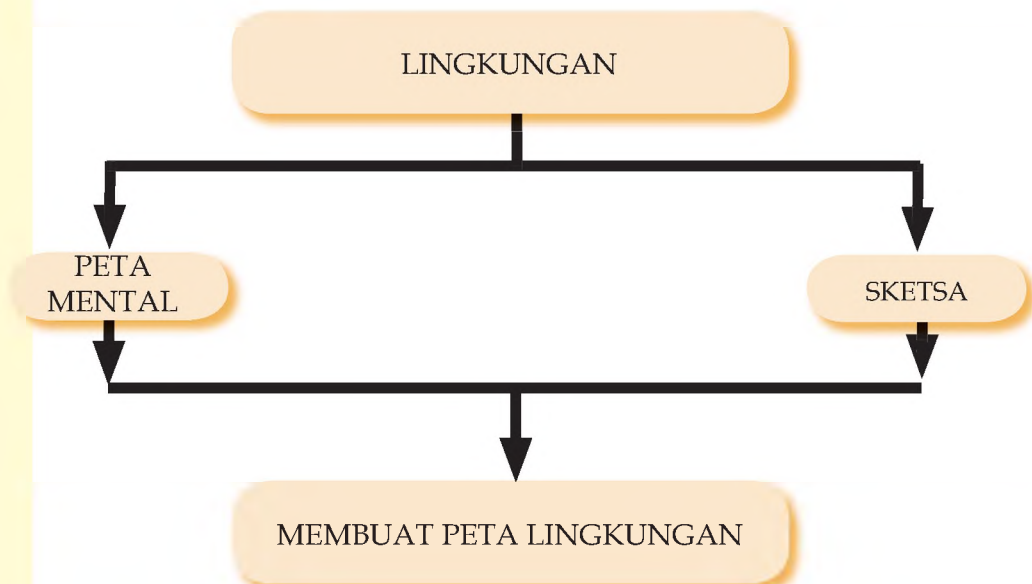 LINGKUNGAN
PETA
MENTAL
SKETSA
MEMBUAT PETA LINGKUNGAN